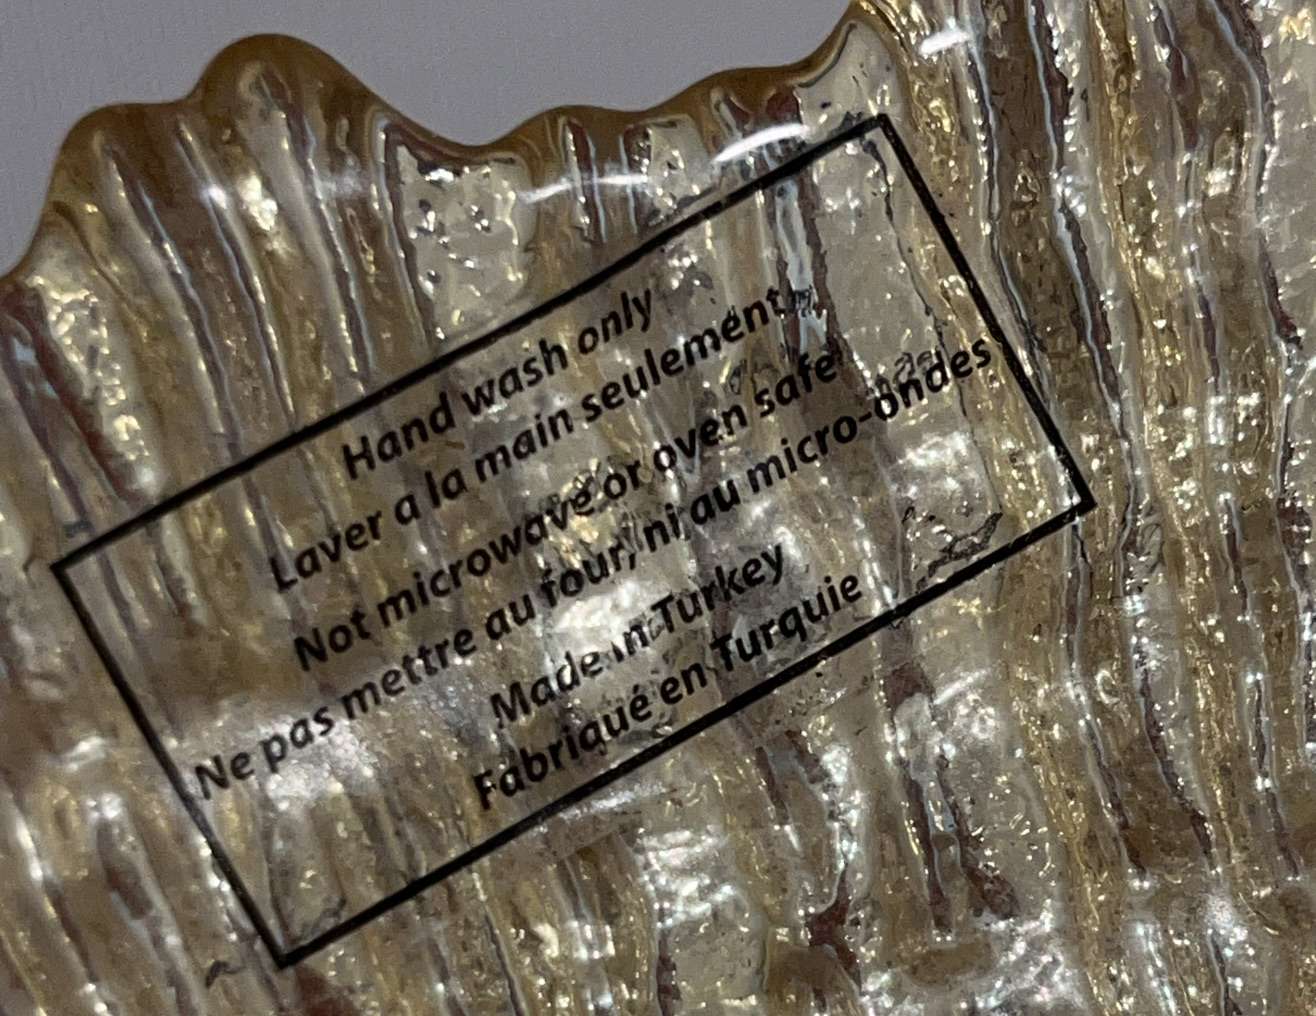 Hand wash only
Laver a la main seulement
Not microwave or oven safe
Ne pas mettre au four, ni au micro-ondes
Made in Turkey
Fabriqué en Turquie